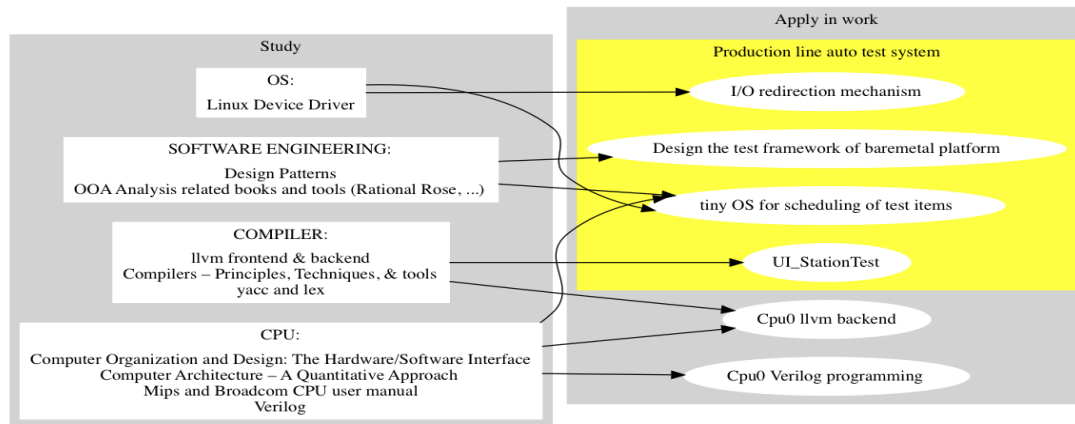 Study
OS:
Linux Device Driver
SOFTWARE ENGINEERING:
Design Patterns
OOA Analysis related books and tools (Rational Rose, ...)
COMPILER:
llvm frontend & backend
Compilers – Principles, Techniques, & tools
yacc and lex
CPU:
Computer Organization and Design: The Hardware/Software Interface
Computer Architecture – A Quantitative Approach
Mips and Broadcom CPU user manual
Verilog
Apply in work
Production line auto test system
I/O redirection mechanism
Design the test framework of baremetal platform
tiny OS for scheduling of test items
UI_StationTest
Cpu0 llvm backend
Cpu0 Verilog programming